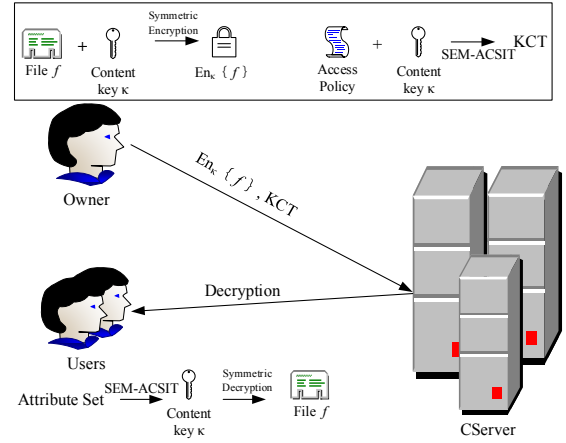 Symmetric
Encryption
+
+
KCT
SEM-ACSIT
File f
Content
key κ
Enκ {f}
Access
Policy
Content
key κ
Enκ {f}, KCT
Owner
Decryption
Users
Attribute Set
SEM-ACSIT
Content
key κ
Symmetric
Decryption
File f
CServer